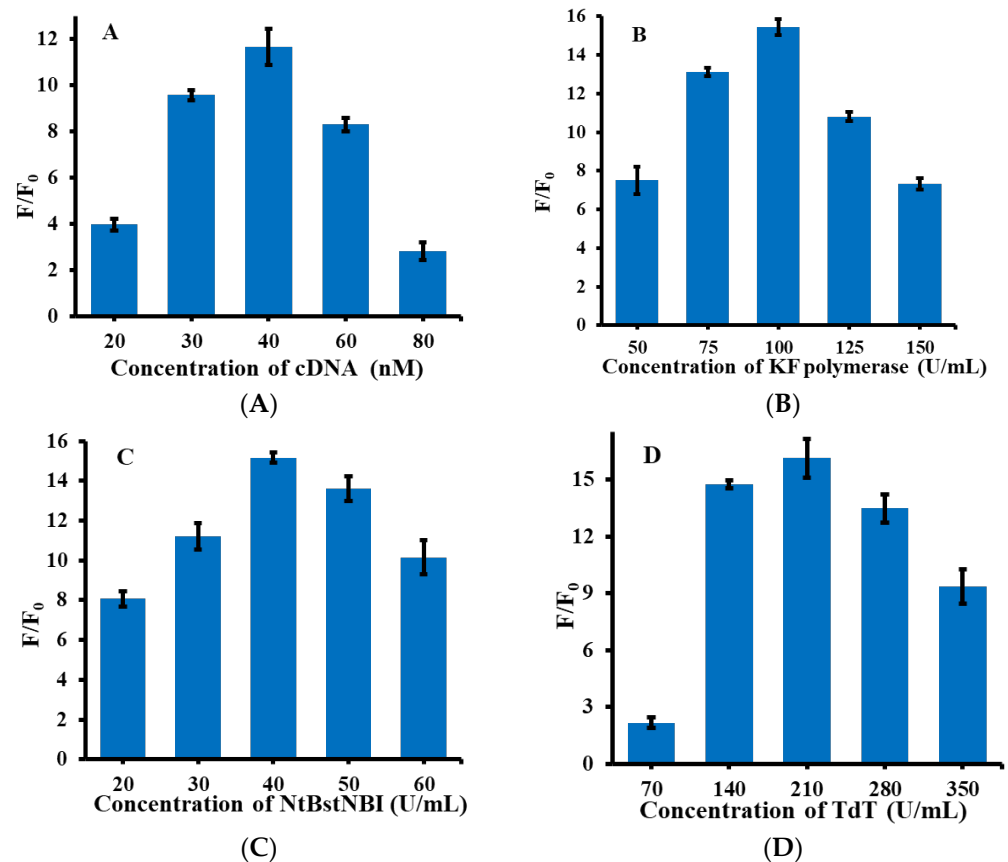 A
F/F₀
12
10
8
6
4
2
0
20 30 40 60 80
Concentration of cDNA (nM)
(A)
B
F/F₀
16
14
12
10
8
6
4
2
0
50 75 100 125 150
Concentration of KF polymerase (U/mL)
(B)
C
F/F₀
16
14
12
10
8
6
4
2
0
20 30 40 50 60
Concentration of NtBstNBI (U/mL)
(C)
D
F/F₀
15
12
9
6
3
0
70 140 210 280 350
Concentration of TdT (U/mL)
(D)